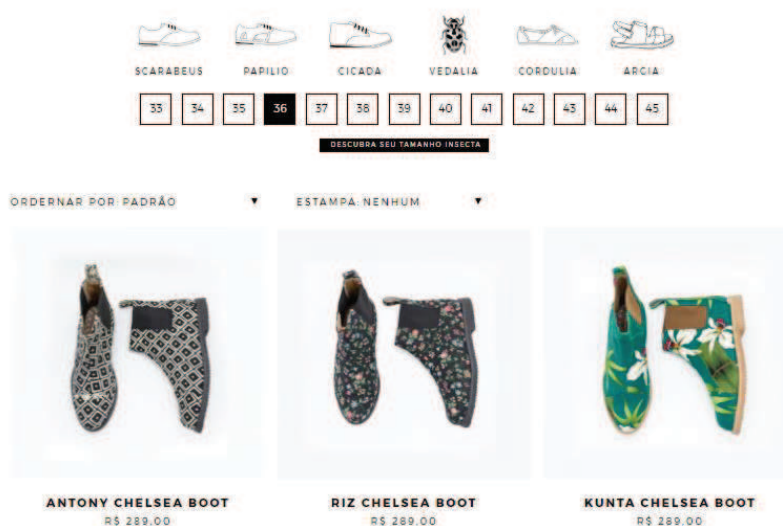 SCARABEUS PAPILIO CICADA VEDALIA CORDULIA ARCIA
33 34 35 36 37 38 39 40 41 42 43 44 45
DESCUBRA SEU TAMANHO INSECTA
ORDERNAR POR: PADRÃO ESTAMPA: NENHUM
ANTONY CHELSEA BOOT RIZ CHELSEA BOOT KUNTA CHELSEA BOOT
R$ 289,00 R$ 289,00 R$ 289,00